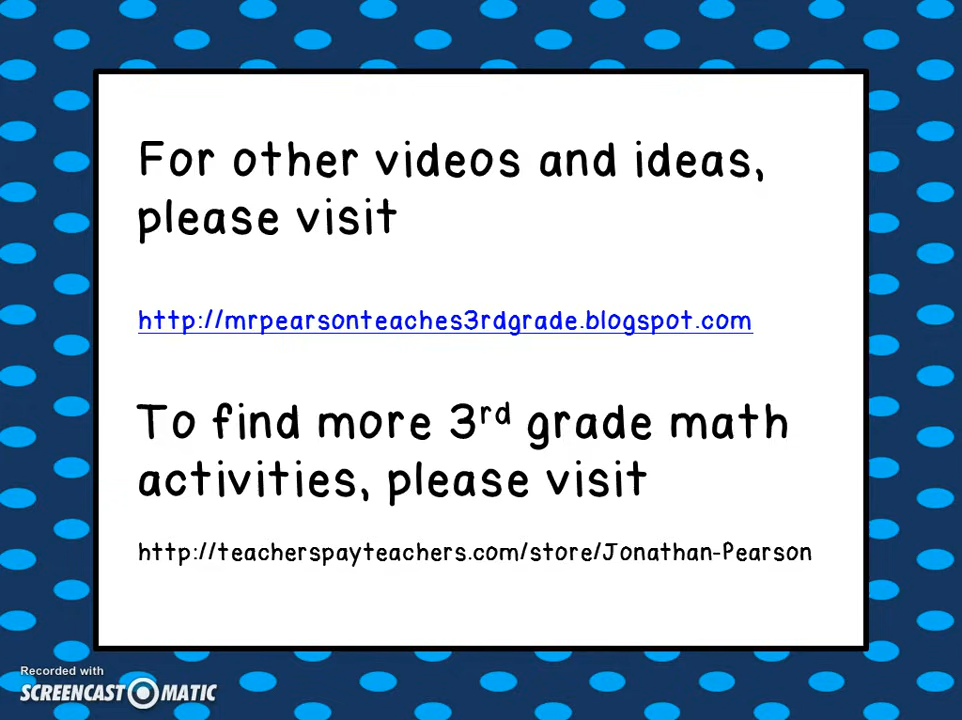 For other videos and ideas,
please visit
http://mrpearsonteaches3rdgrade.blogspot.com
To find more 3rd grade math
activities, please visit
http://teacherspayteachers.com/store/Jonathan-Pearson
Recorded with
SCREENCAST MATIC